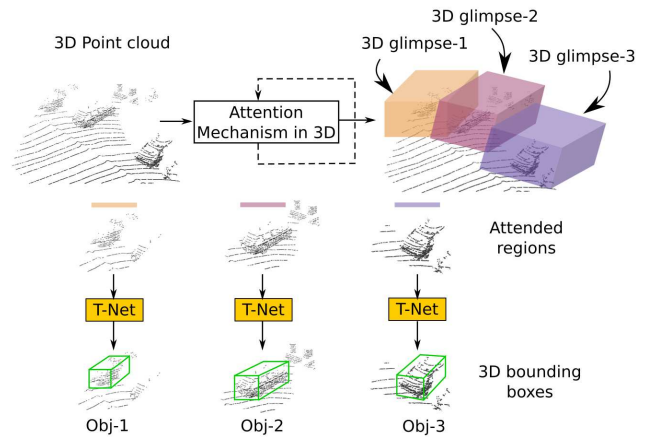 3D glimpse-2
3D Point cloud
3D glimpse-1
3D glimpse-3
Attention
Mechanism in 3D
Attended
regions
T-Net
T-Net
T-Net
3D bounding
boxes
Obj-1
Obj-2
Obj-3